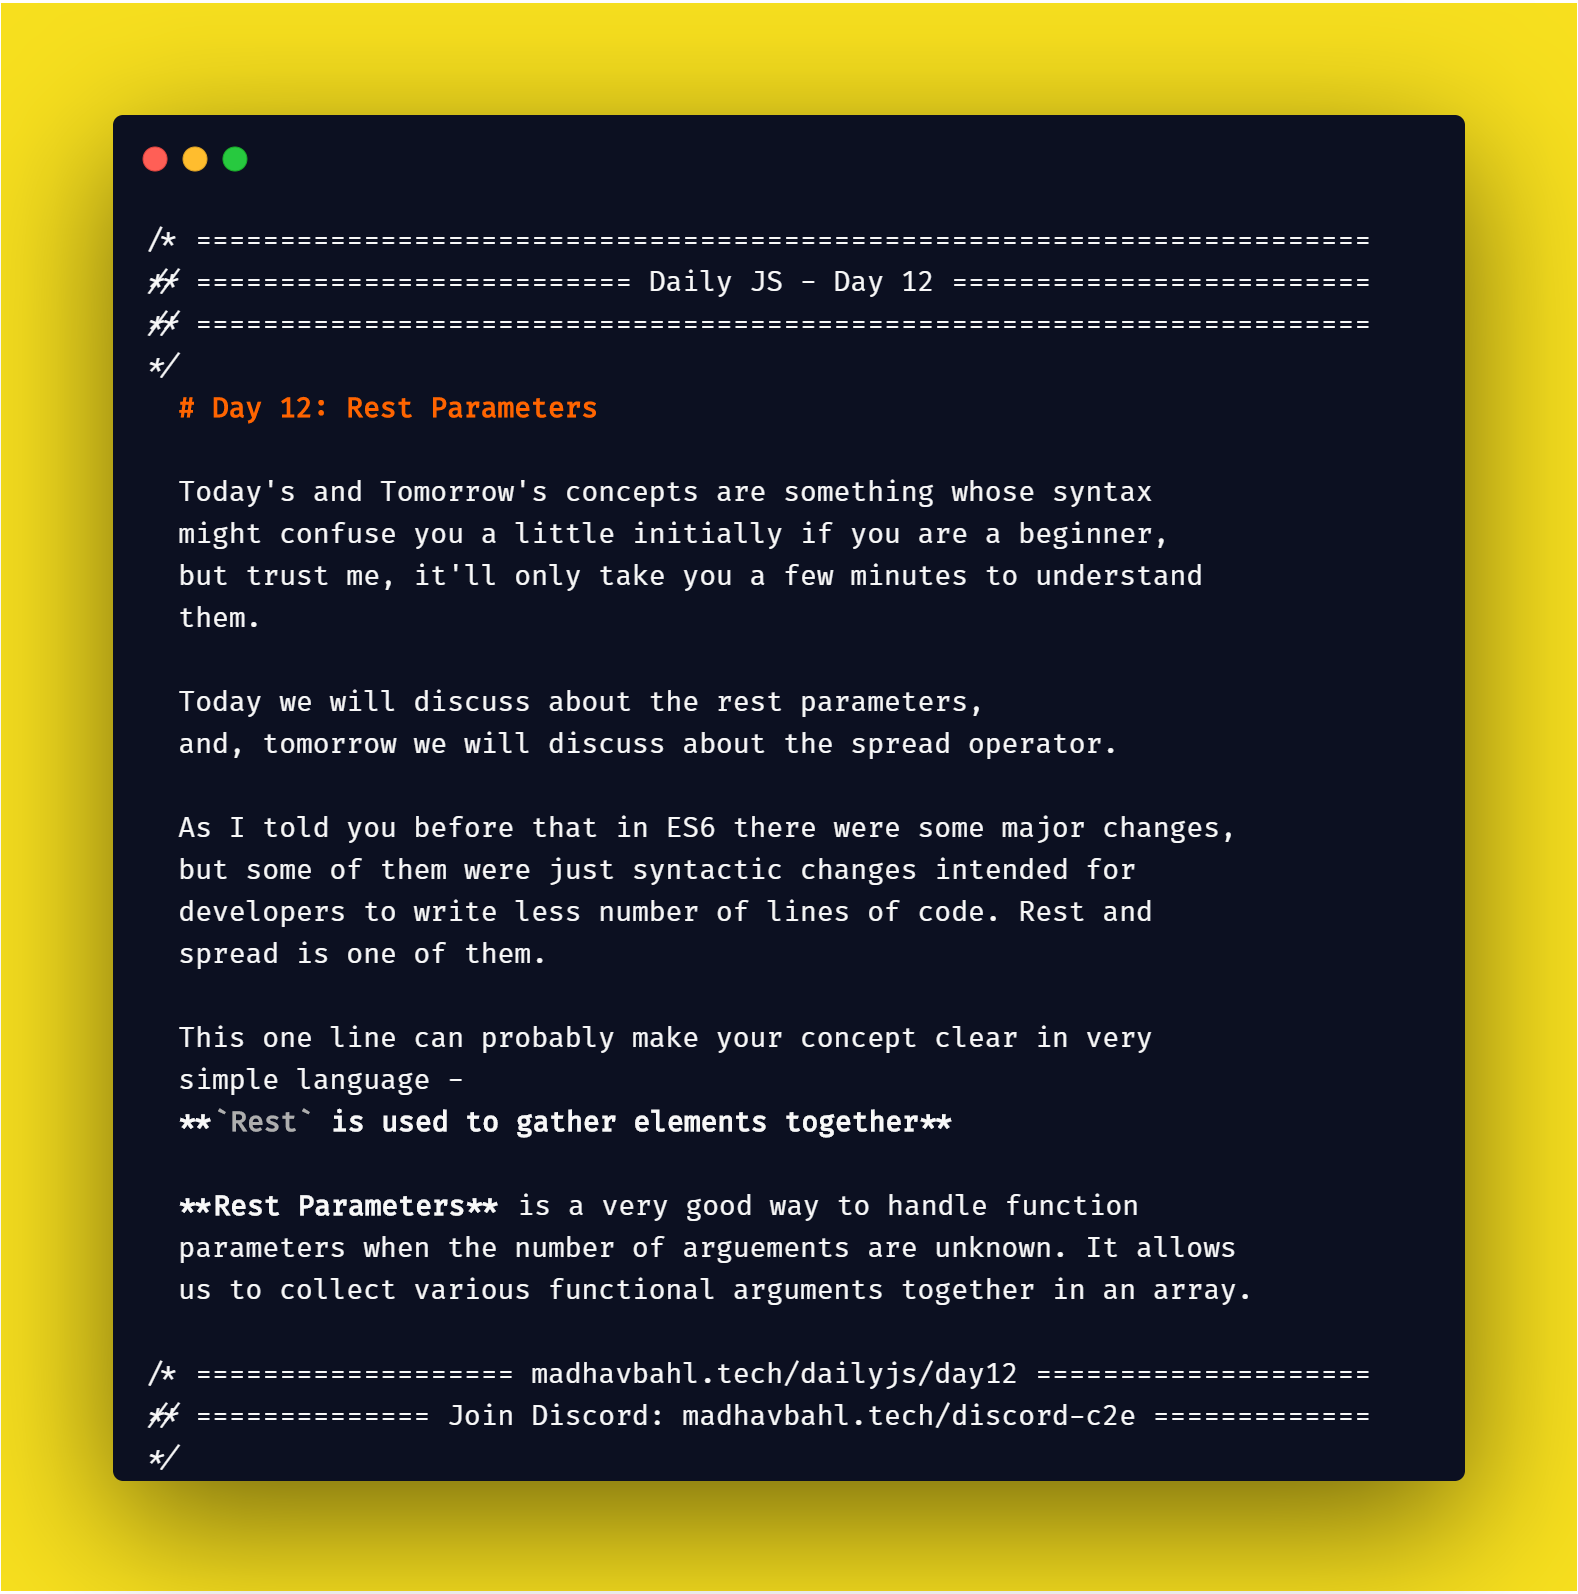 /* ======================================================================
*/* ========================== Daily JS - Day 12 =========================
*/* ======================================================================
*/
# Day 12: Rest Parameters
Today's and Tomorrow's concepts are something whose syntax
might confuse you a little initially if you are a beginner,
but trust me, it'll only take you a few minutes to understand
them.
Today we will discuss about the rest parameters,
and, tomorrow we will discuss about the spread operator.
As I told you before that in ES6 there were some major changes,
but some of them were just syntactic changes intended for
developers to write less number of lines of code. Rest and
spread is one of them.
This one line can probably make your concept clear in very
simple language -
**`Rest` is used to gather elements together**
**Rest Parameters** is a very good way to handle function
parameters when the number of arguements are unknown. It allows
us to collect various functional arguments together in an array.
/* =================== madhavbahl.tech/dailyjs/day12 ====================
*/* ============== Join Discord: madhavbahl.tech/discord-c2e =============
*/